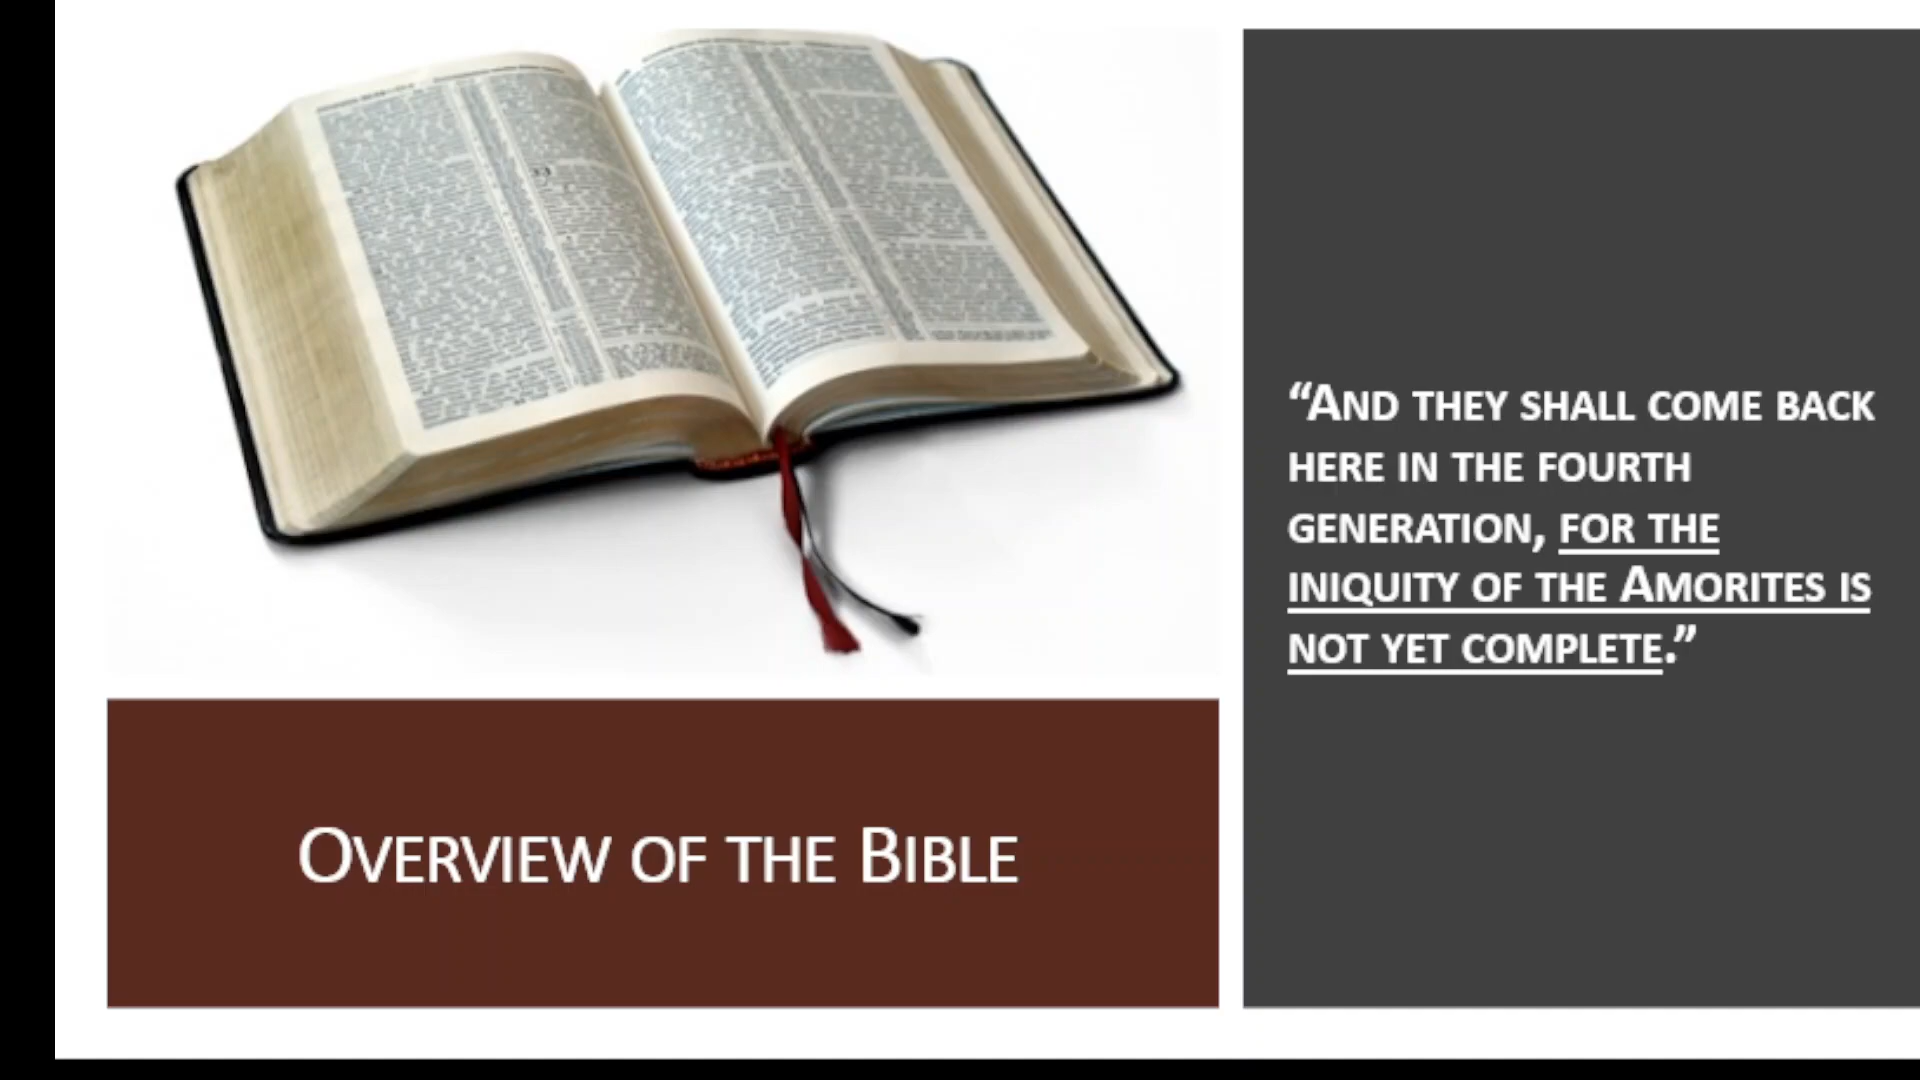 “AND THEY SHALL COME BACK
HERE IN THE FOURTH
GENERATION, FOR THE
INIQUITY OF THE AMORITES IS
NOT YET COMPLETE.”
OVERVIEW OF THE BIBLE